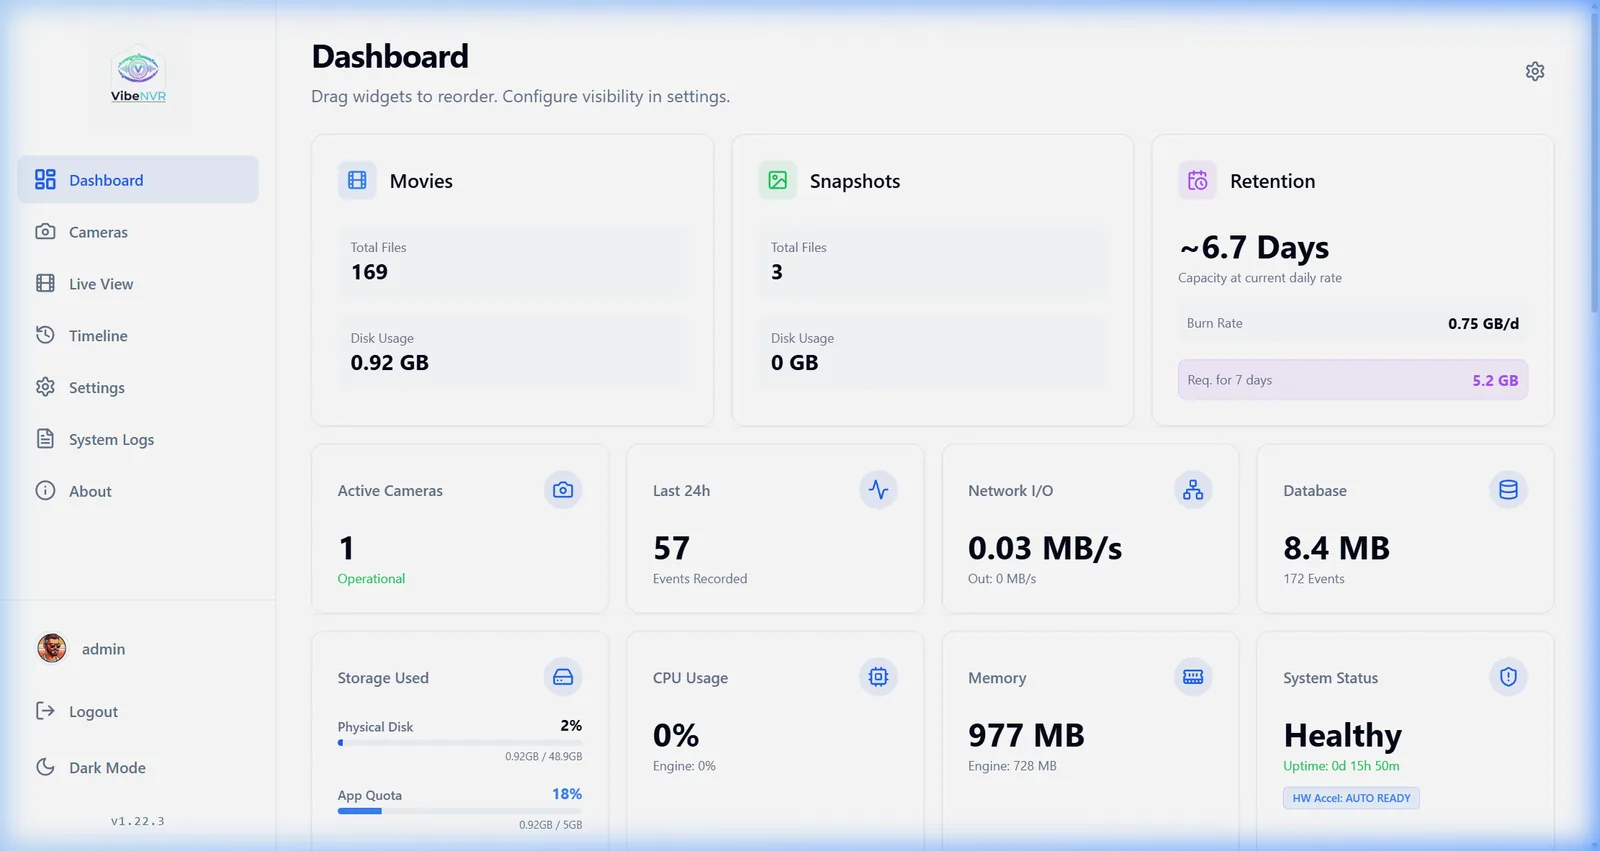 VibeNVR
Dashboard
Cameras
Live View
Timeline
Settings
System Logs
About
admin
Logout
Dark Mode
v1.22.3
Dashboard
Drag widgets to reorder. Configure visibility in settings.
Movies
Total Files
169
Disk Usage
0.92 GB
Snapshots
Total Files
3
Disk Usage
0 GB
Retention
~6.7 Days
Capacity at current daily rate
Burn Rate 0.75 GB/d
Req. for 7 days 5.2 GB
Active Cameras
1
Operational
Last 24h
57
Events Recorded
Network I/O
0.03 MB/s
Out: 0 MB/s
Database
8.4 MB
172 Events
Storage Used
Physical Disk 2%
0.92GB / 48.9GB
App Quota 18%
0.92GB / 5GB
CPU Usage
0%
Engine: 0%
Memory
977 MB
Engine: 728 MB
System Status
Healthy
Uptime: 0d 15h 50m
HW Accel: AUTO READY